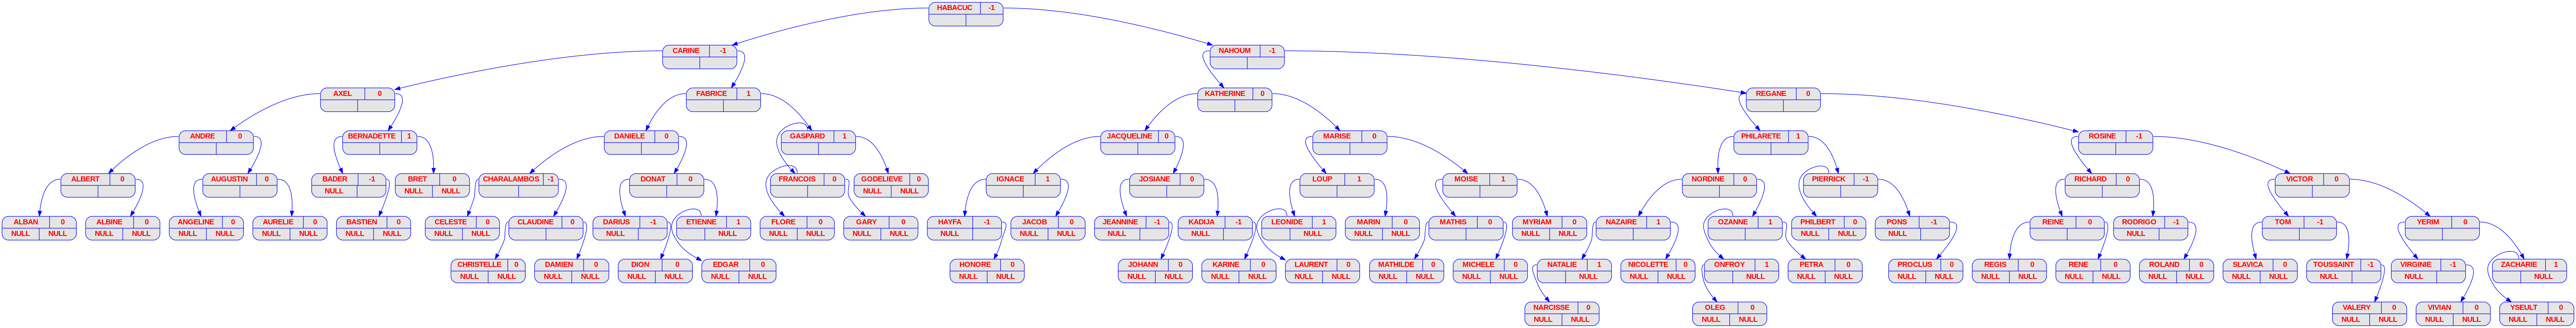 HABACUC -1
CARINE -1 NAHOUM -1
AXEL 0 FABRICE 1 KATHERINE 0 REGANE 0
ANDRE 0 BERNADETTE 1 DANIELE 0 GASPARD 1 JACQUELINE 0 MARISE 0 PHILARETE 1 ROSINE -1
ALBERT 0 AUGUSTIN 0 BADER -1 BRET 0 CHARALAMBOS -1 DONAT 0 FRANCOIS 0 GODELIEVE 0 IGNACE 1 JOSIANE 0 LOUP 1 MOISE 1 NORDINE 0 PIERRICK -1 RICHARD 0 VICTOR 0
NULL NULL NULL NULL NULL
ALBAN 0 ALBINE 0 ANGELINE 0 AURELIE 0 BASTIEN 0 CELESTE 0 CLAUDINE 0 DARIUS -1 ETIENNE 1 FLORE 0 GARY 0 HAYFA -1 JACOB 0 JEANNINE -1 KADIJA -1 LEONIDE 1 MARIN 0 MATHIS 0 MYRIAM 0 NAZAIRE 1 OZANNE 1 PHILBERT 0 PONS -1 REINE 0 RODRIGO -1 TOM -1 YERIM 0
NULL NULL NULL NULL NULL NULL NULL NULL NULL NULL NULL NULL NULL NULL NULL NULL NULL NULL NULL NULL NULL NULL NULL NULL NULL NULL NULL NULL NULL NULL NULL NULL
CHRISTELLE 0 DAMIEN 0 DION 0 EDGAR 0 HONORE 0 JOHANN 0 KARINE 0 LAURENT 0 MATHILDE 0 MICHELE 0 NATALIE 1 NICOLETTE 0 ONFROY 1 PETRA 0 PROCLUS 0 REGIS 0 RENE 0 ROLAND 0 SLAVICA 0 TOUSSAINT -1 VIRGINIE -1 ZACHARIE 1
NULL NULL NULL NULL NULL NULL NULL NULL NULL NULL NULL NULL NULL NULL NULL NULL NULL NULL NULL NULL NULL NULL NULL NULL NULL NULL NULL NULL NULL NULL NULL NULL NULL NULL NULL NULL NULL NULL NULL
NARCISSE 0 OLEG 0 VALERY 0 VIVIAN 0 YSEULT 0
NULL NULL NULL NULL NULL NULL NULL NULL NULL NULL